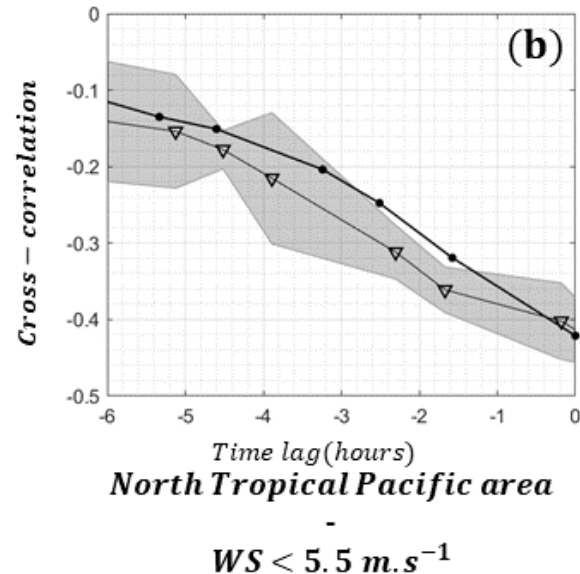 (b)
0
-0.1
-0.2
-0.3
-0.4
-0.5
Cross − correlation
-6 -5 -4 -3 -2 -1 0
Time lag(hours)
North Tropical Pacific area
-
WS < 5.5 m.s⁻¹